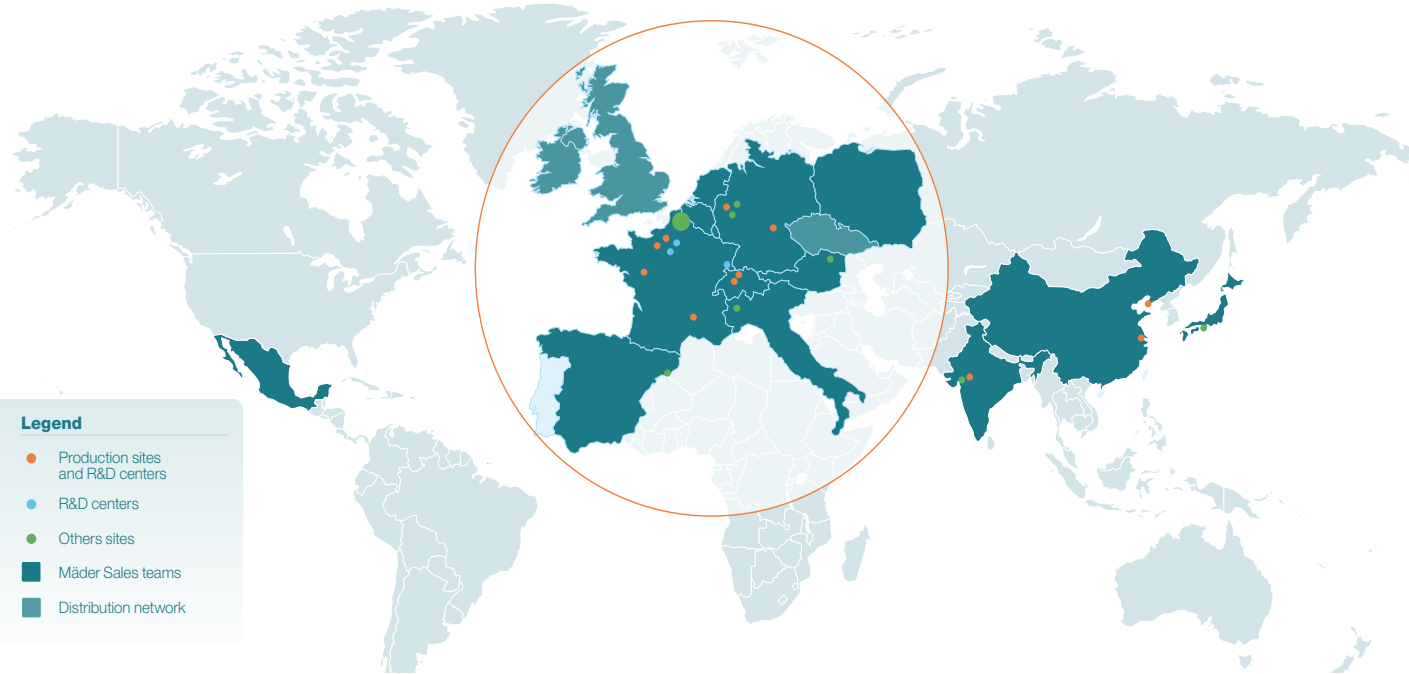 Legend
Production sites
and R&D centers
R&D centers
Others sites
Mäder Sales teams
Distribution network